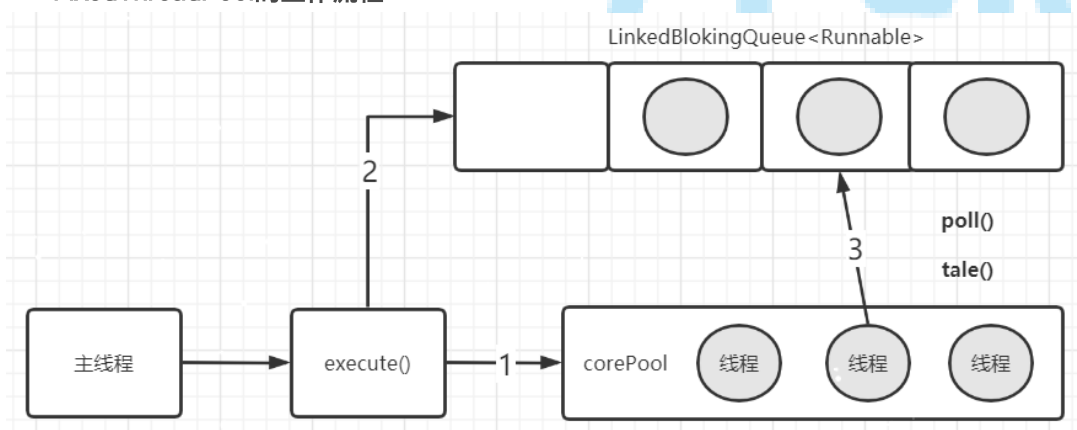 LinkedBlokingQueue<Runnable>
2
poll()
3
tale()
主线程
execute()
1
corePool
线程
线程
线程